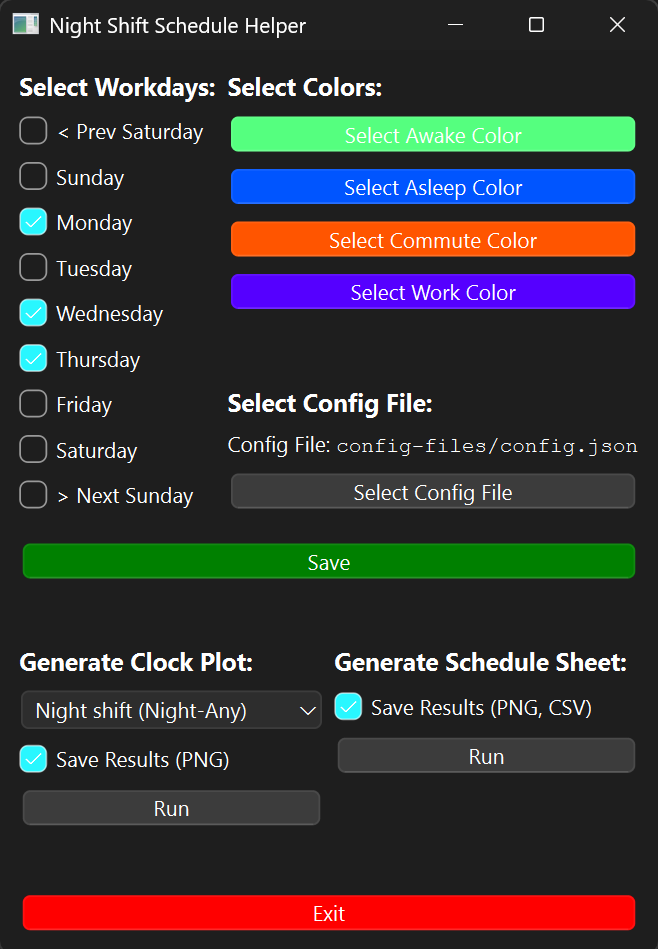 Night Shift Schedule Helper
Select Workdays:
< Prev Saturday
Sunday
Monday
Tuesday
Wednesday
Thursday
Friday
Saturday
> Next Sunday
Select Colors:
Select Awake Color
Select Asleep Color
Select Commute Color
Select Work Color
Select Config File:
Config File: config-files/config.json
Select Config File
Save
Generate Clock Plot:
Night shift (Night-Any)
Save Results (PNG)
Run
Generate Schedule Sheet:
Save Results (PNG, CSV)
Run
Exit